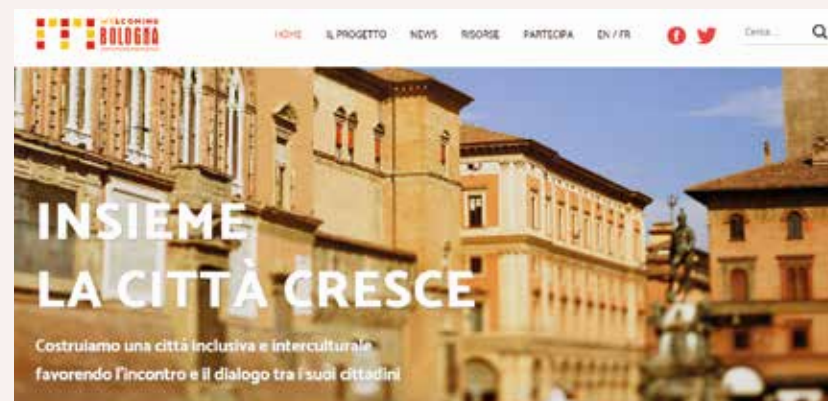 WELCOMING
BOLOGNA
HOME IL PROGETTO NEWS RISORSE PARTECIPA EN / FR Cerca...
INSIEME
LA CITTÀ CRESCE
Costruiamo una città inclusiva e interculturale
favorendo l'incontro e il dialogo tra i suoi cittadini